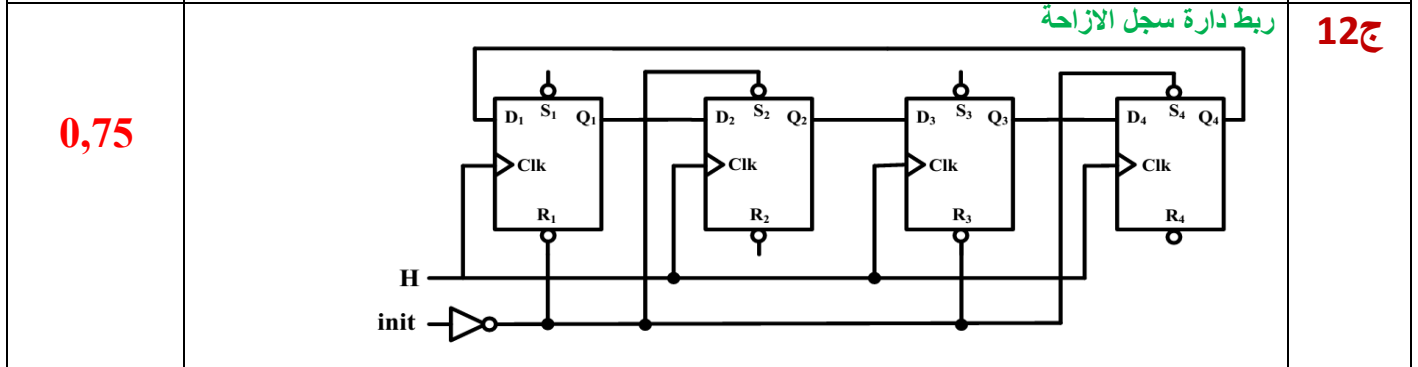 ج12
ربط دارة سجل الازاحة
0,75
D₁ S₁ Q₁
Clk
R₁
D₂ S₂ Q₂
Clk
R₂
D₃ S₃ Q₃
Clk
R₃
D₄ S₄ Q₄
Clk
R₄
H
init